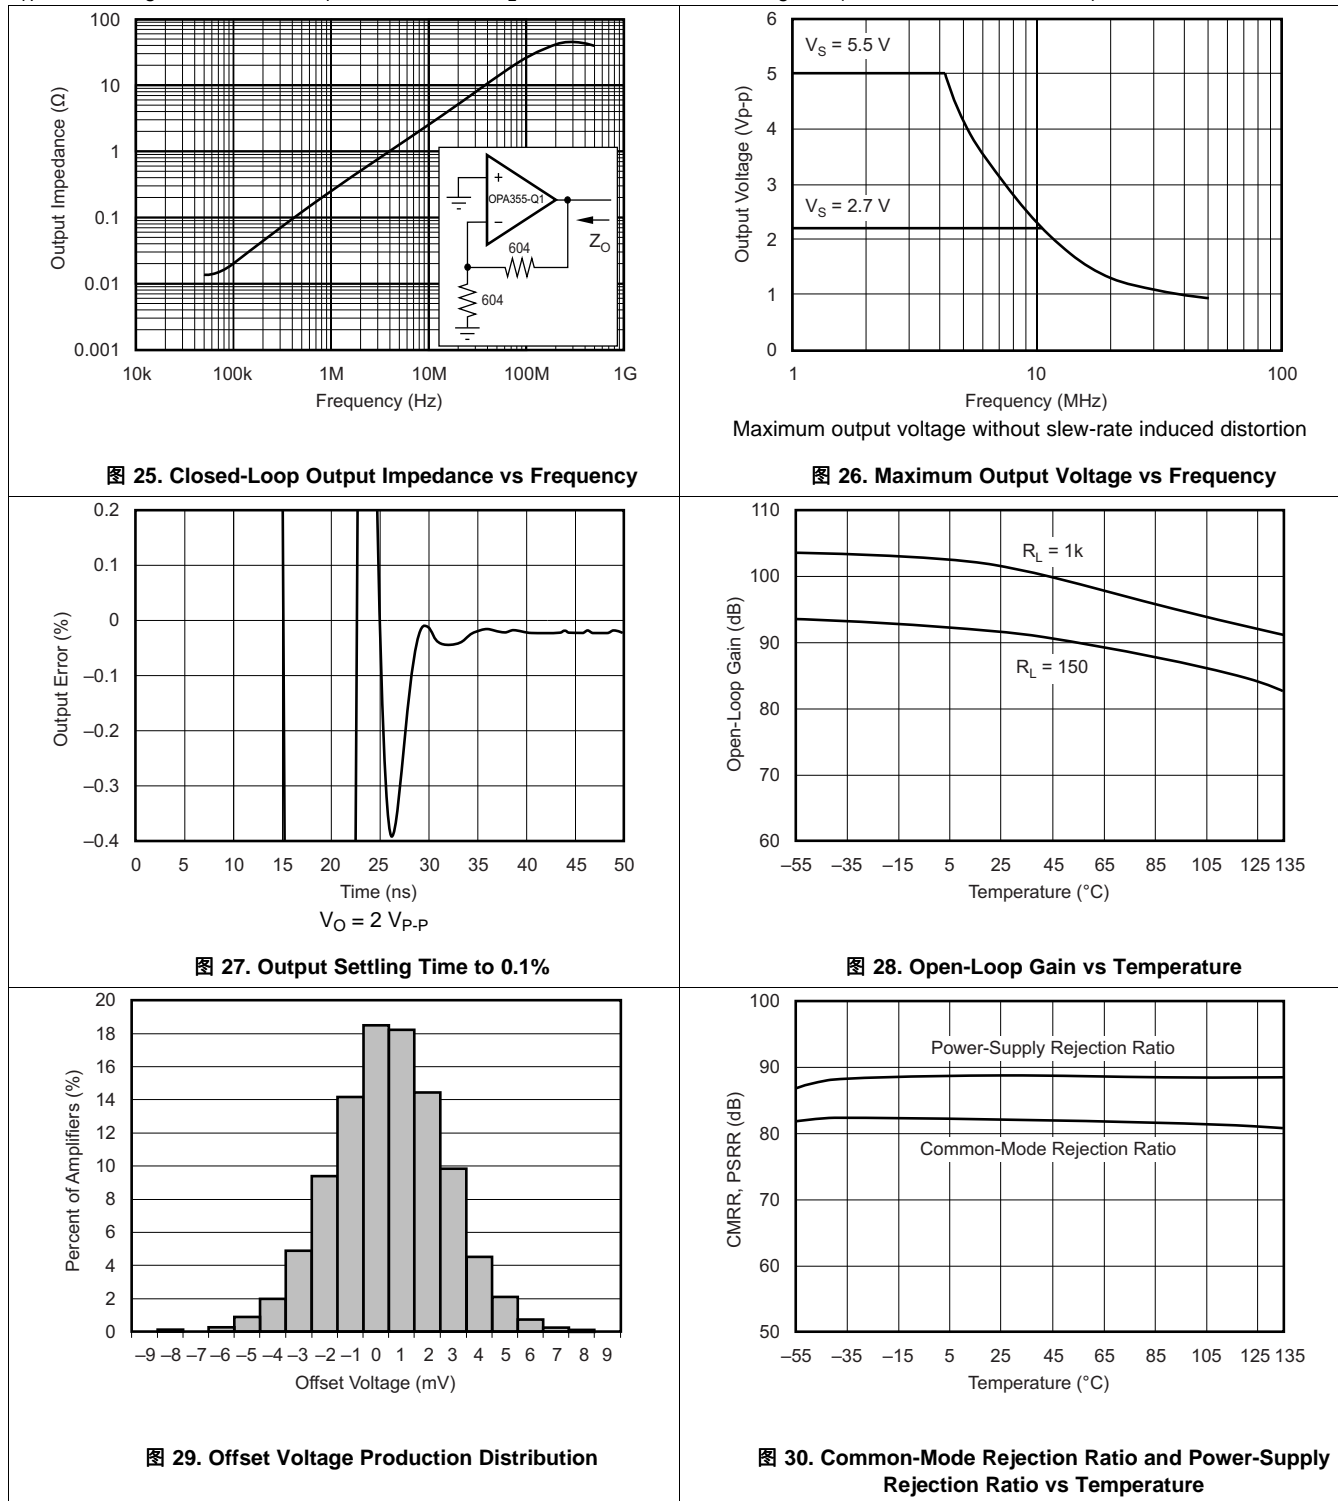 100
10
1
0.1
0.01
0.001
Output Impedance (Ω)
10k 100k 1M 10M 100M 1G
Frequency (Hz)
+
OPA355-Q1
–
604
604
Z_O
图 25. Closed-Loop Output Impedance vs Frequency
6
5
4
3
2
1
0
Output Voltage (Vp-p)
V_S = 5.5 V
V_S = 2.7 V
1 10 100
Frequency (MHz)
Maximum output voltage without slew-rate induced distortion
图 26. Maximum Output Voltage vs Frequency
0.2
0.1
0
–0.1
–0.2
–0.3
–0.4
Output Error (%)
0 5 10 15 20 25 30 35 40 45 50
Time (ns)
V_O = 2 V_P-P
图 27. Output Settling Time to 0.1%
110
100
90
80
70
60
Open-Loop Gain (dB)
R_L = 1k
R_L = 150
–55 –35 –15 5 25 45 65 85 105 125 135
Temperature (°C)
图 28. Open-Loop Gain vs Temperature
20
18
16
14
12
10
8
6
4
2
0
Percent of Amplifiers (%)
–9 –8 –7 –6 –5 –4 –3 –2 –1 0 1 2 3 4 5 6 7 8 9
Offset Voltage (mV)
图 29. Offset Voltage Production Distribution
100
90
80
70
60
50
CMRR, PSRR (dB)
Power-Supply Rejection Ratio
Common-Mode Rejection Ratio
–55 –35 –15 5 25 45 65 85 105 125 135
Temperature (°C)
图 30. Common-Mode Rejection Ratio and Power-Supply
Rejection Ratio vs Temperature